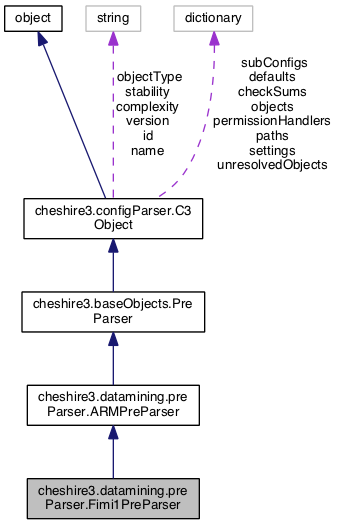 object
string
dictionary
objectType
stability
complexity
version
id
name
subConfigs
defaults
checkSums
objects
permissionHandlers
paths
settings
unresolvedObjects
cheshire3.configParser.C3
Object
cheshire3.baseObjects.Pre
Parser
cheshire3.datamining.pre
Parser.ARMPreParser
cheshire3.datamining.pre
Parser.Fimi1PreParser